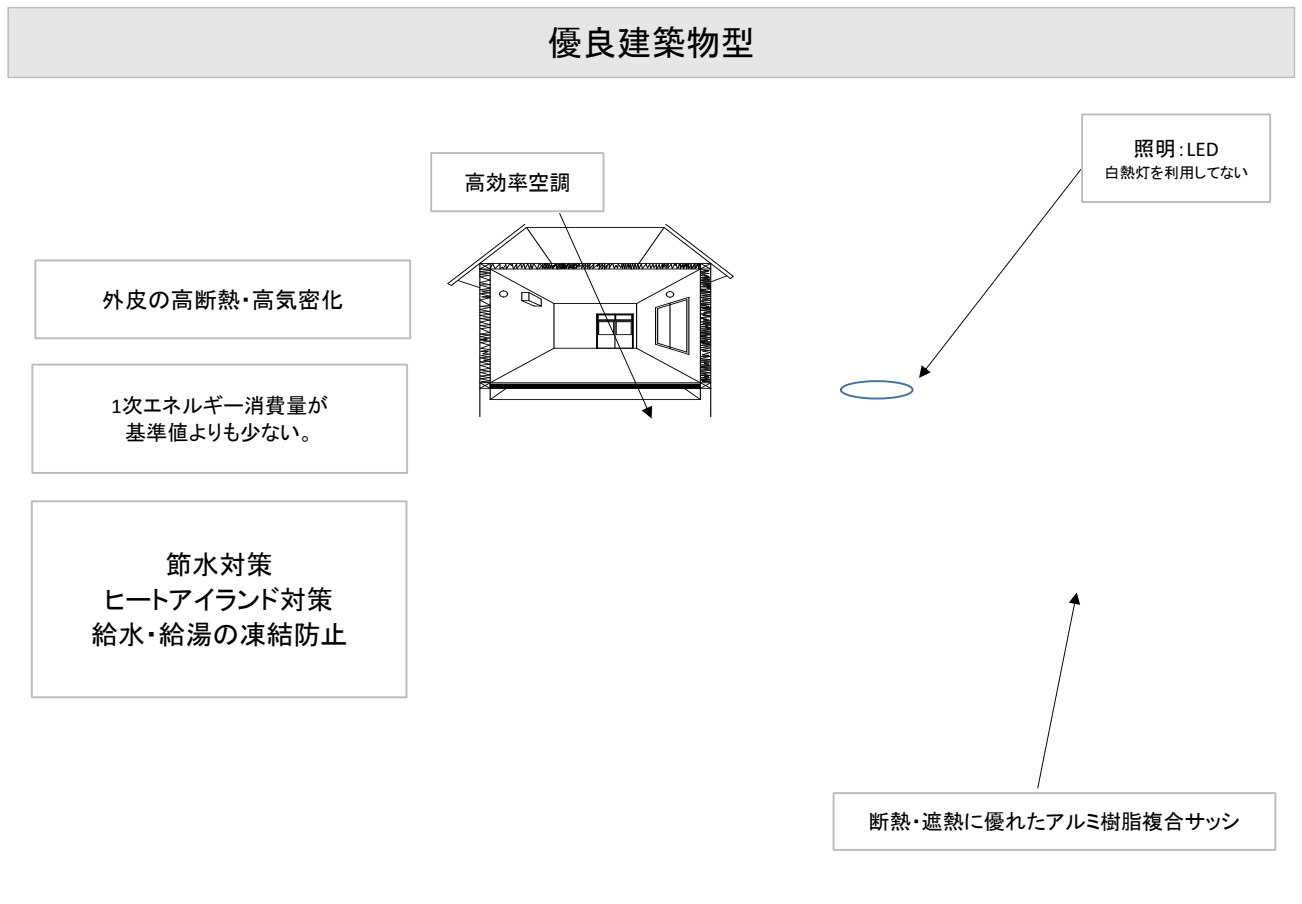 優良建築物型
照明：LED
白熱灯を利用してない
高効率空調
外皮の高断熱・高気密化
1次エネルギー消費量が
基準値よりも少ない。
節水対策
ヒートアイランド対策
給水・給湯の凍結防止
断熱・遮熱に優れたアルミ樹脂複合サッシ